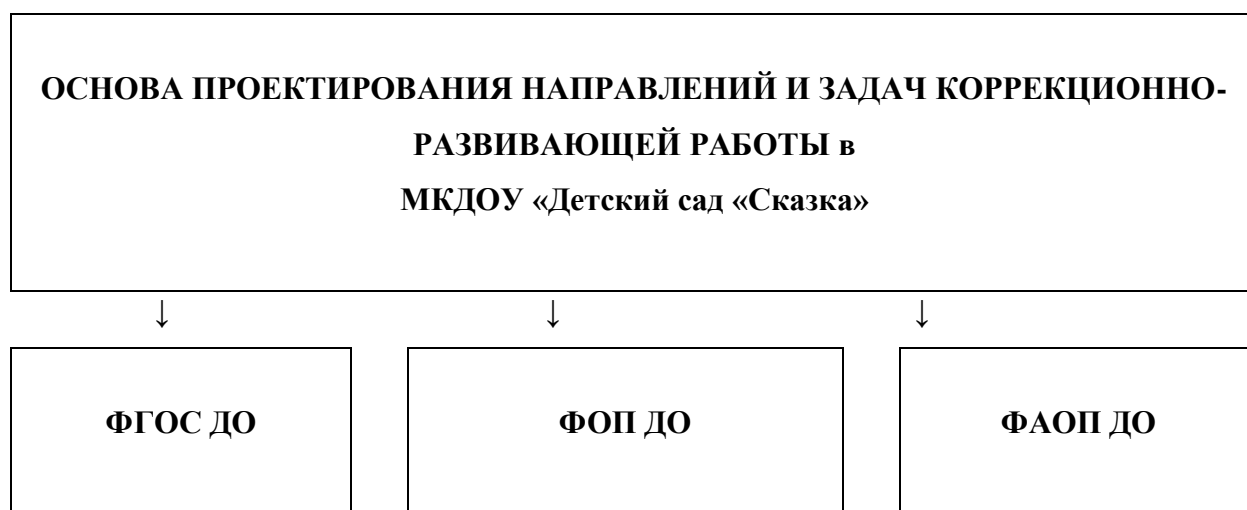 ОСНОВА ПРОЕКТИРОВАНИЯ НАПРАВЛЕНИЙ И ЗАДАЧ КОРРЕКЦИОННО-
РАЗВИВАЮЩЕЙ РАБОТЫ в
МКДОУ «Детский сад «Сказка»
↓ ↓ ↓
ФГОС ДО ФОП ДО ФАОП ДО